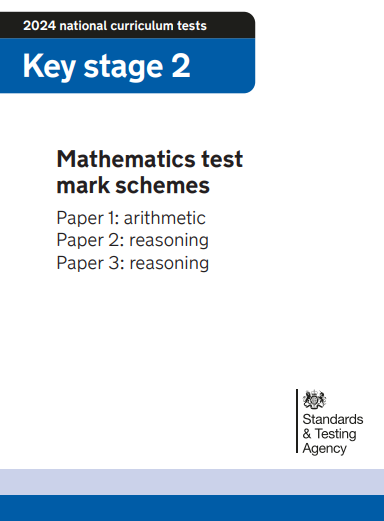 2024 national curriculum tests
Key stage 2
Mathematics test
mark schemes
Paper 1: arithmetic
Paper 2: reasoning
Paper 3: reasoning
Standards
& Testing
Agency